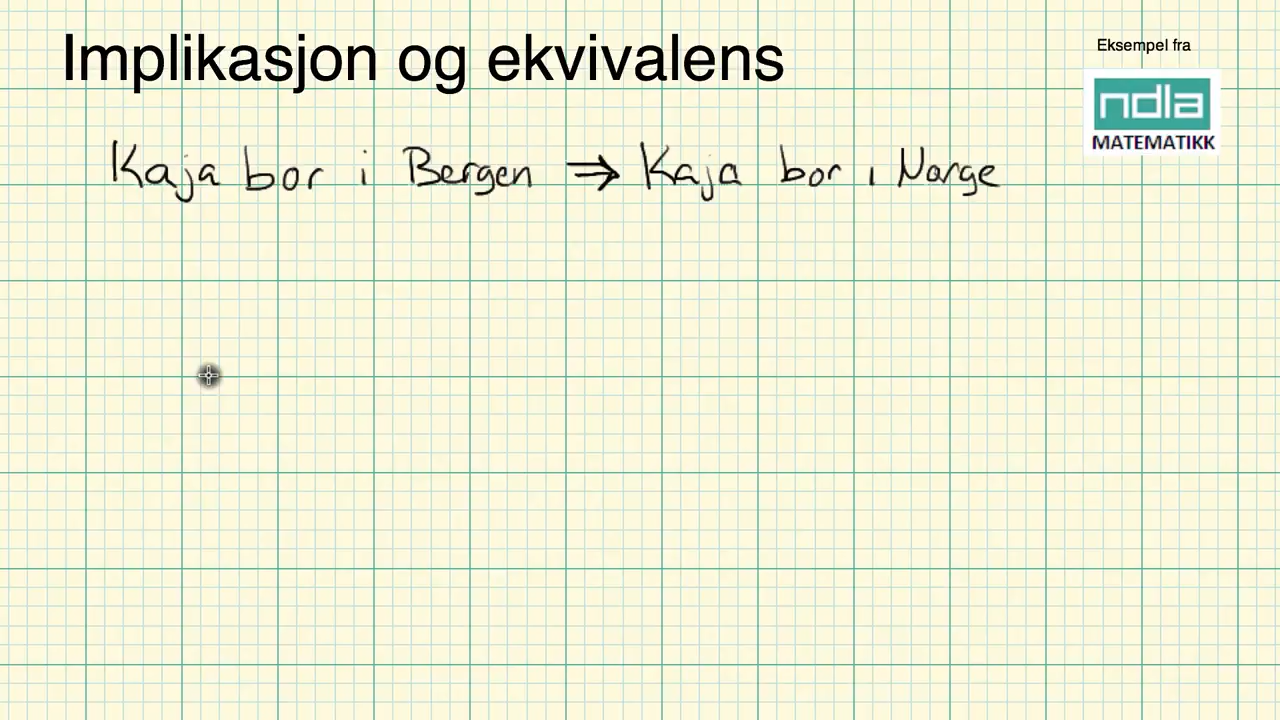 Implikasjon og ekvivalens
Eksempel fra
ndla
MATEMATIKK
Kaja bor i Bergen ⇒ Kaja bor i Norge